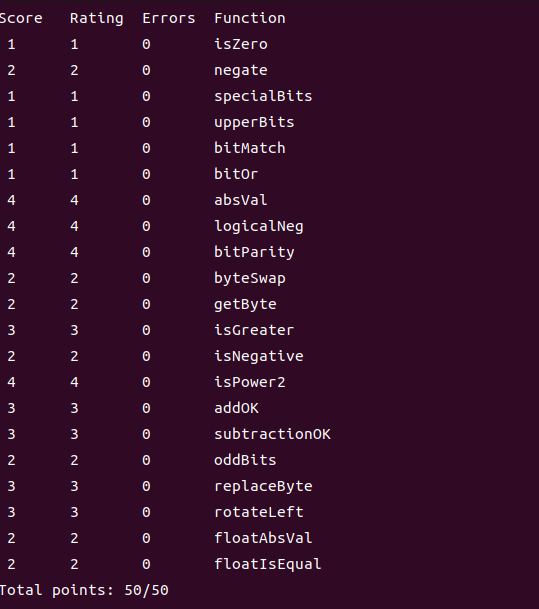 Score Rating Errors Function
1 1 0 isZero
2 2 0 negate
1 1 0 specialBits
1 1 0 upperBits
1 1 0 bitMatch
1 1 0 bitOr
4 4 0 absVal
4 4 0 logicalNeg
4 4 0 bitParity
2 2 0 byteSwap
2 2 0 getByte
3 3 0 isGreater
2 2 0 isNegative
4 4 0 isPower2
3 3 0 addOK
3 3 0 subtractionOK
2 2 0 oddBits
3 3 0 replaceByte
3 3 0 rotateLeft
2 2 0 floatAbsVal
2 2 0 floatIsEqual
Total points: 50/50